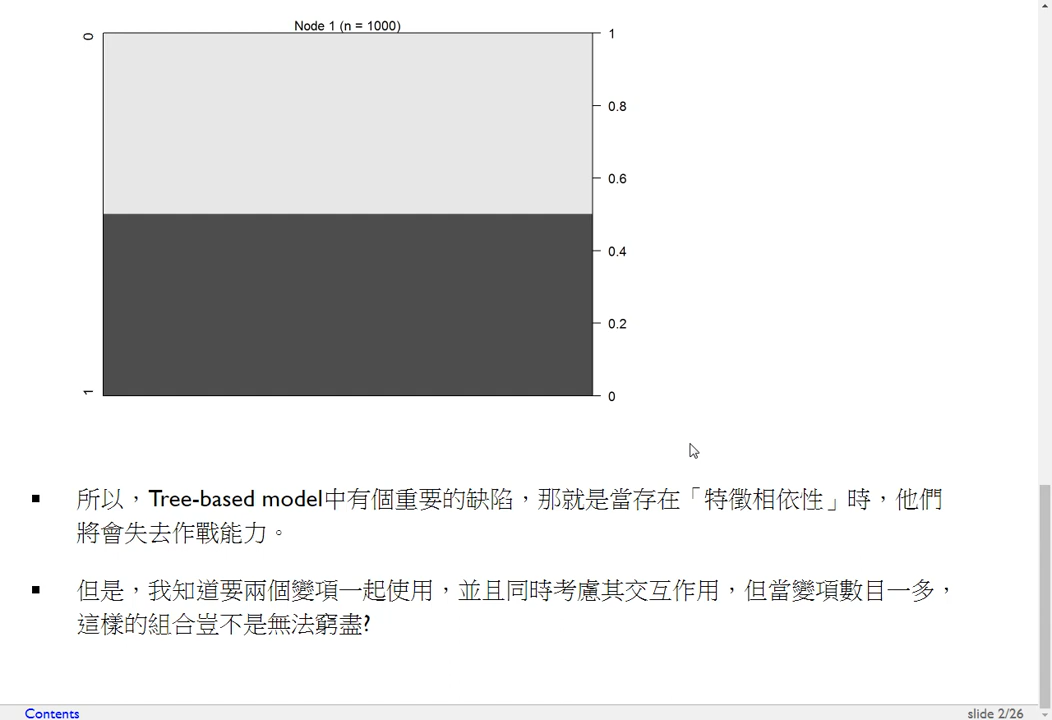 Node 1 (n = 1000)
0
1
1
0.8
0.6
0.4
0.2
0
所以，Tree-based model中有個重要的缺陷，那就是當存在「特徵相依性」時，他們
將會失去作戰能力。
但是，我知道要兩個變項一起使用，並且同時考慮其交互作用，但當變項數目一多，
這樣的組合豈不是無法窮盡?
Contents
slide 2/26